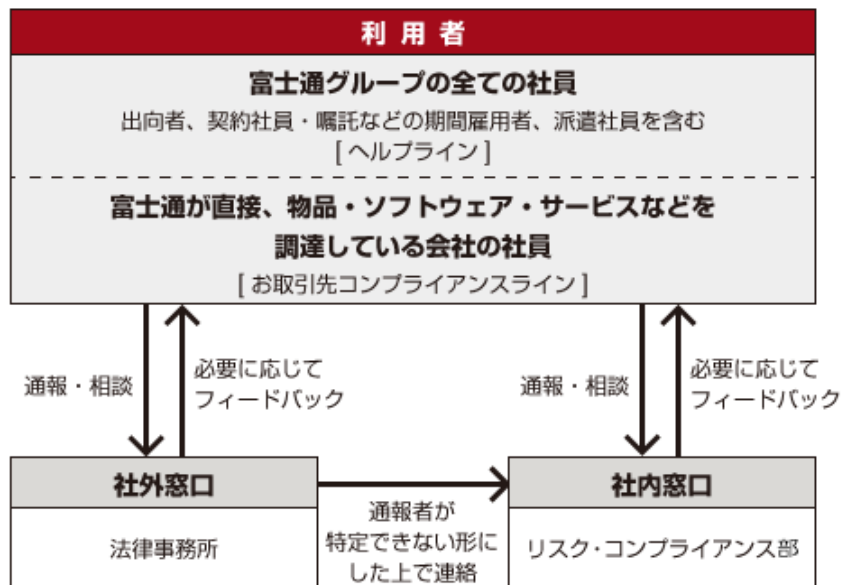 利用者
富士通グループの全ての社員
出向者、契約社員・嘱託などの期間雇用者、派遣社員を含む
[ ヘルプライン ]
富士通が直接、物品・ソフトウェア・サービスなどを
調達している会社の社員
[ お取引先コンプライアンスライン ]
通報・相談
必要に応じて
フィードバック
通報・相談
必要に応じて
フィードバック
社外窓口
法律事務所
通報者が
特定できない形に
した上で連絡
社内窓口
リスク・コンプライアンス部